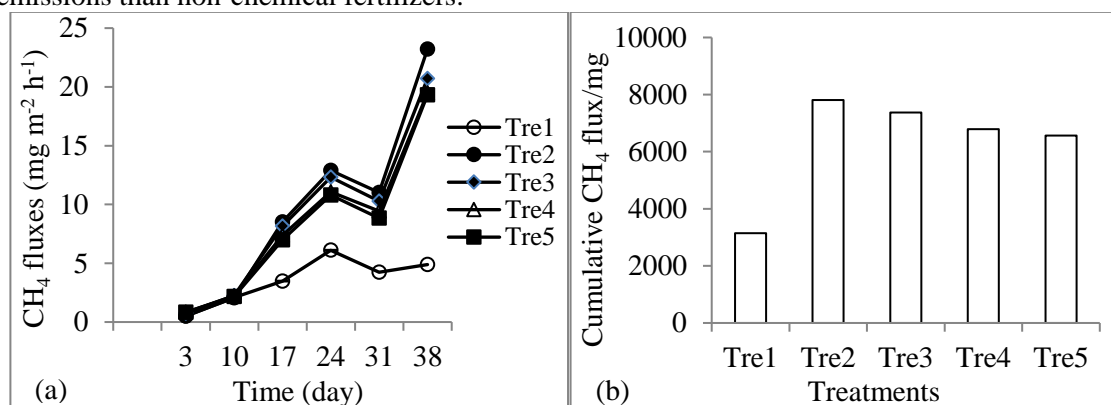 emissions than non-chemical fertilizers.
25
20
15
10
5
0
CH₄ fluxes (mg m⁻² h⁻¹)
3 10 17 24 31 38
Time (day)
(a)
Tre1
Tre2
Tre3
Tre4
Tre5
10000
8000
6000
4000
2000
0
Cumulative CH₄ flux/mg
Tre1 Tre2 Tre3 Tre4 Tre5
Treatments
(b)